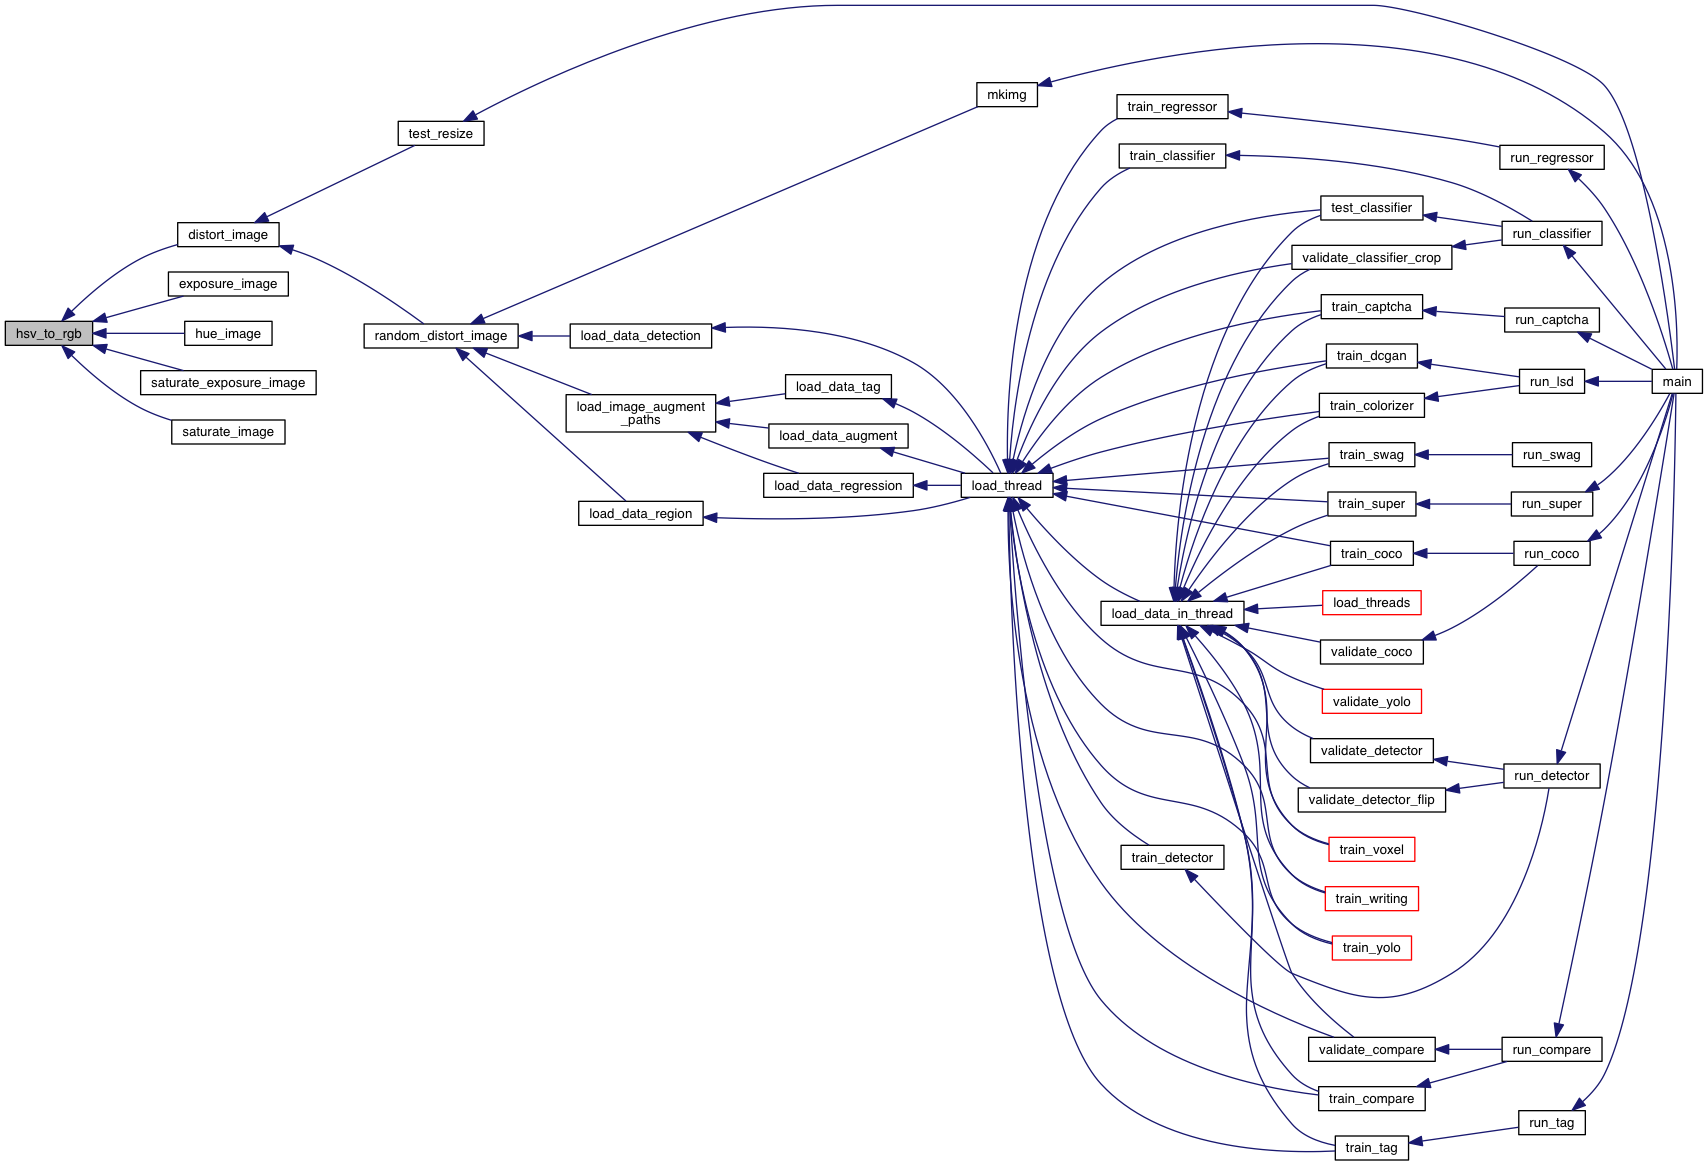 hsv_to_rgb
distort_image
exposure_image
hue_image
saturate_exposure_image
saturate_image
test_resize
random_distort_image
mkimg
load_data_detection
load_image_augment
_paths
load_data_region
load_data_tag
load_data_augment
load_data_regression
load_thread
train_regressor
train_classifier
load_data_in_thread
train_detector
test_classifier
validate_classifier_crop
train_captcha
train_dcgan
train_colorizer
train_swag
train_super
train_coco
load_threads
validate_coco
validate_yolo
validate_detector
validate_detector_flip
train_voxel
train_writing
train_yolo
validate_compare
train_compare
train_tag
run_regressor
run_classifier
run_captcha
run_lsd
run_swag
run_super
run_coco
run_detector
run_compare
run_tag
main